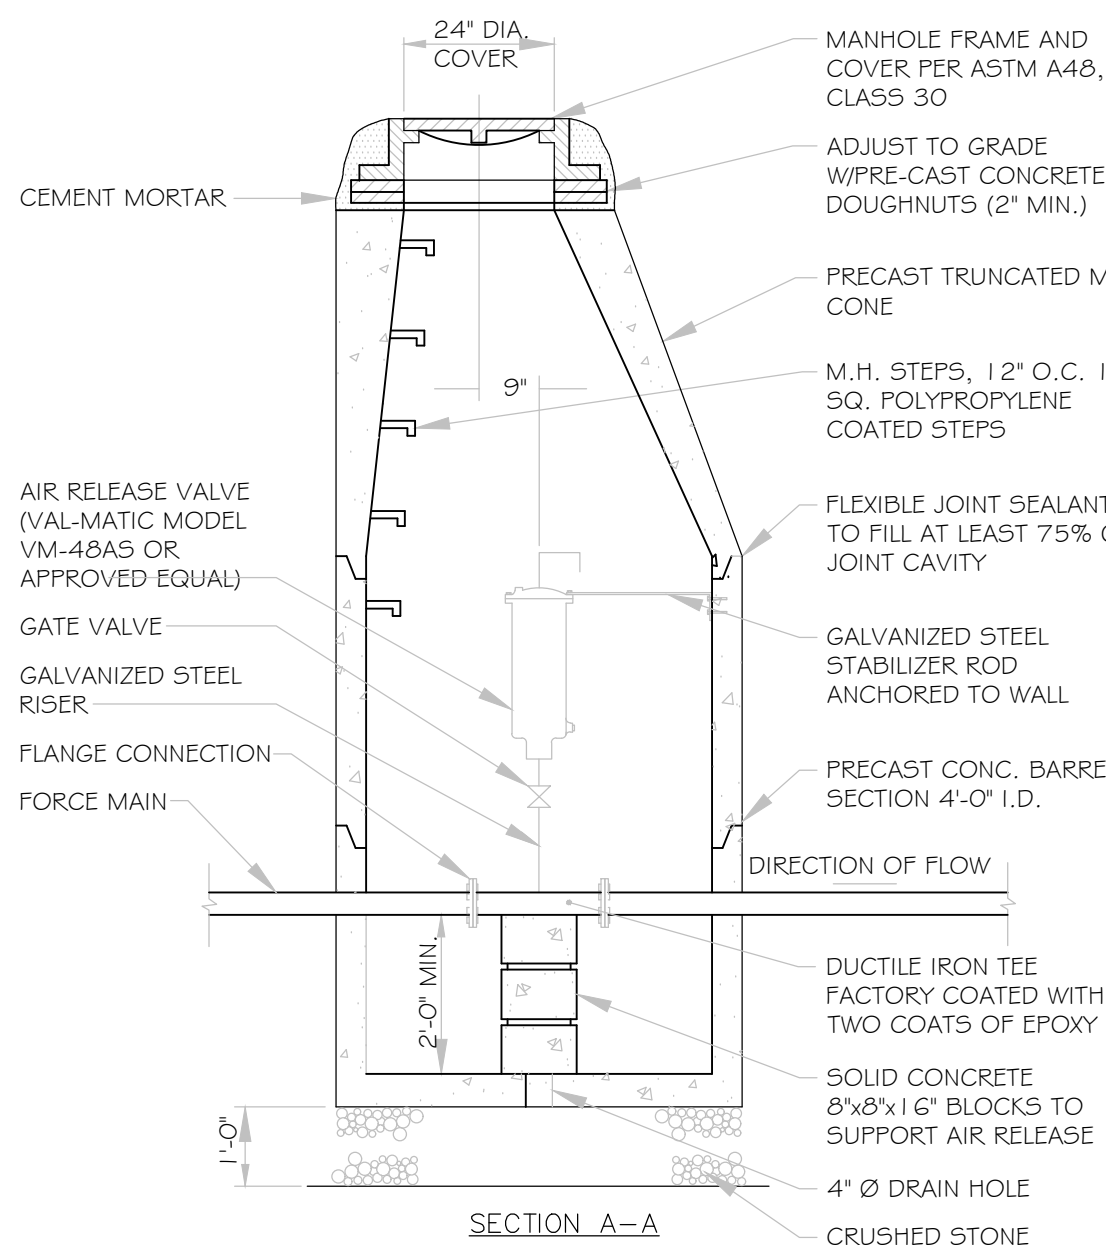 24" DIA.
COVER
MANHOLE FRAME AND
COVER PER ASTM A48,
CLASS 30
ADJUST TO GRADE
W/PRE-CAST CONCRETE
DOUGHNUTS (2" MIN.)
CEMENT MORTAR
PRECAST TRUNCATED M
CONE
M.H. STEPS, 12" O.C. 1
SQ. POLYPROPYLENE
COATED STEPS
9"
AIR RELEASE VALVE
(VAL-MATIC MODEL
VM-48AS OR
APPROVED EQUAL)
FLEXIBLE JOINT SEALANT
TO FILL AT LEAST 75%
JOINT CAVITY
GATE VALVE
GALVANIZED STEEL
RISER
GALVANIZED STEEL
STABILIZER ROD
ANCHORED TO WALL
FLANGE CONNECTION
FORCE MAIN
PRECAST CONC. BARRE
SECTION 4'-0" I.D.
DIRECTION OF FLOW
2'-0" MIN.
DUCTILE IRON TEE
FACTORY COATED WITH
TWO COATS OF EPOXY
SOLID CONCRETE
8"x8"x16" BLOCKS TO
SUPPORT AIR RELEASE
1'-0"
4" Ø DRAIN HOLE
CRUSHED STONE
SECTION A-A